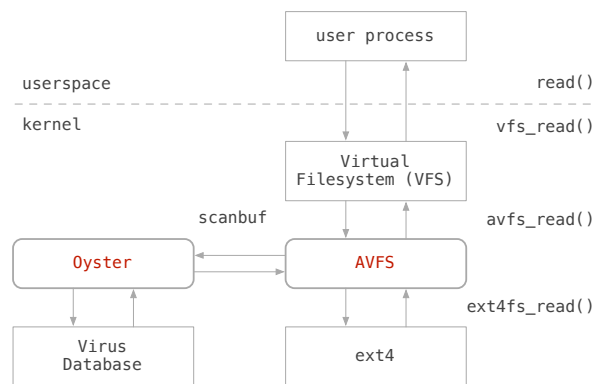 user process
userspace
read()
kernel
vfs_read()
Virtual
Filesystem (VFS)
scanbuf
avfs_read()
Oyster
AVFS
ext4fs_read()
Virus
Database
ext4